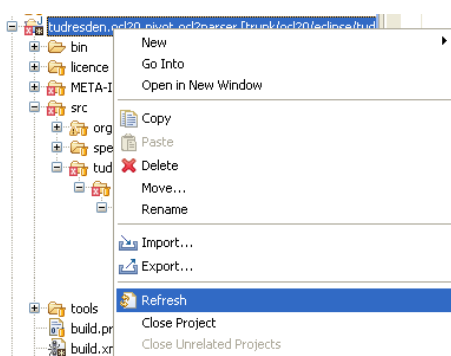 tudresden.ocl20.pivot.ocl2parser [trunk/ocl20/eclipse/tud
bin
licence
META-I
src
org
spe
tud
tools
build.pr
build.xr
New
Go Into
Open in New Window
Copy
Paste
Delete
Move...
Rename
Import...
Export...
Refresh
Close Project
Close Unrelated Projects